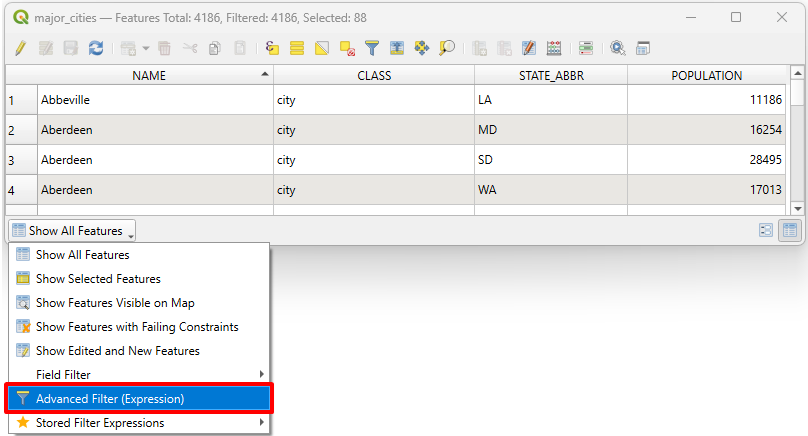 major_cities — Features Total: 4186, Filtered: 4186, Selected: 88
NAME CLASS STATE_ABBR POPULATION
1 Abbeville city LA 11186
2 Aberdeen city MD 16254
3 Aberdeen city SD 28495
4 Aberdeen city WA 17013
Show All Features
Show All Features
Show Selected Features
Show Features Visible on Map
Show Features with Failing Constraints
Show Edited and New Features
Field Filter
Advanced Filter (Expression)
Stored Filter Expressions